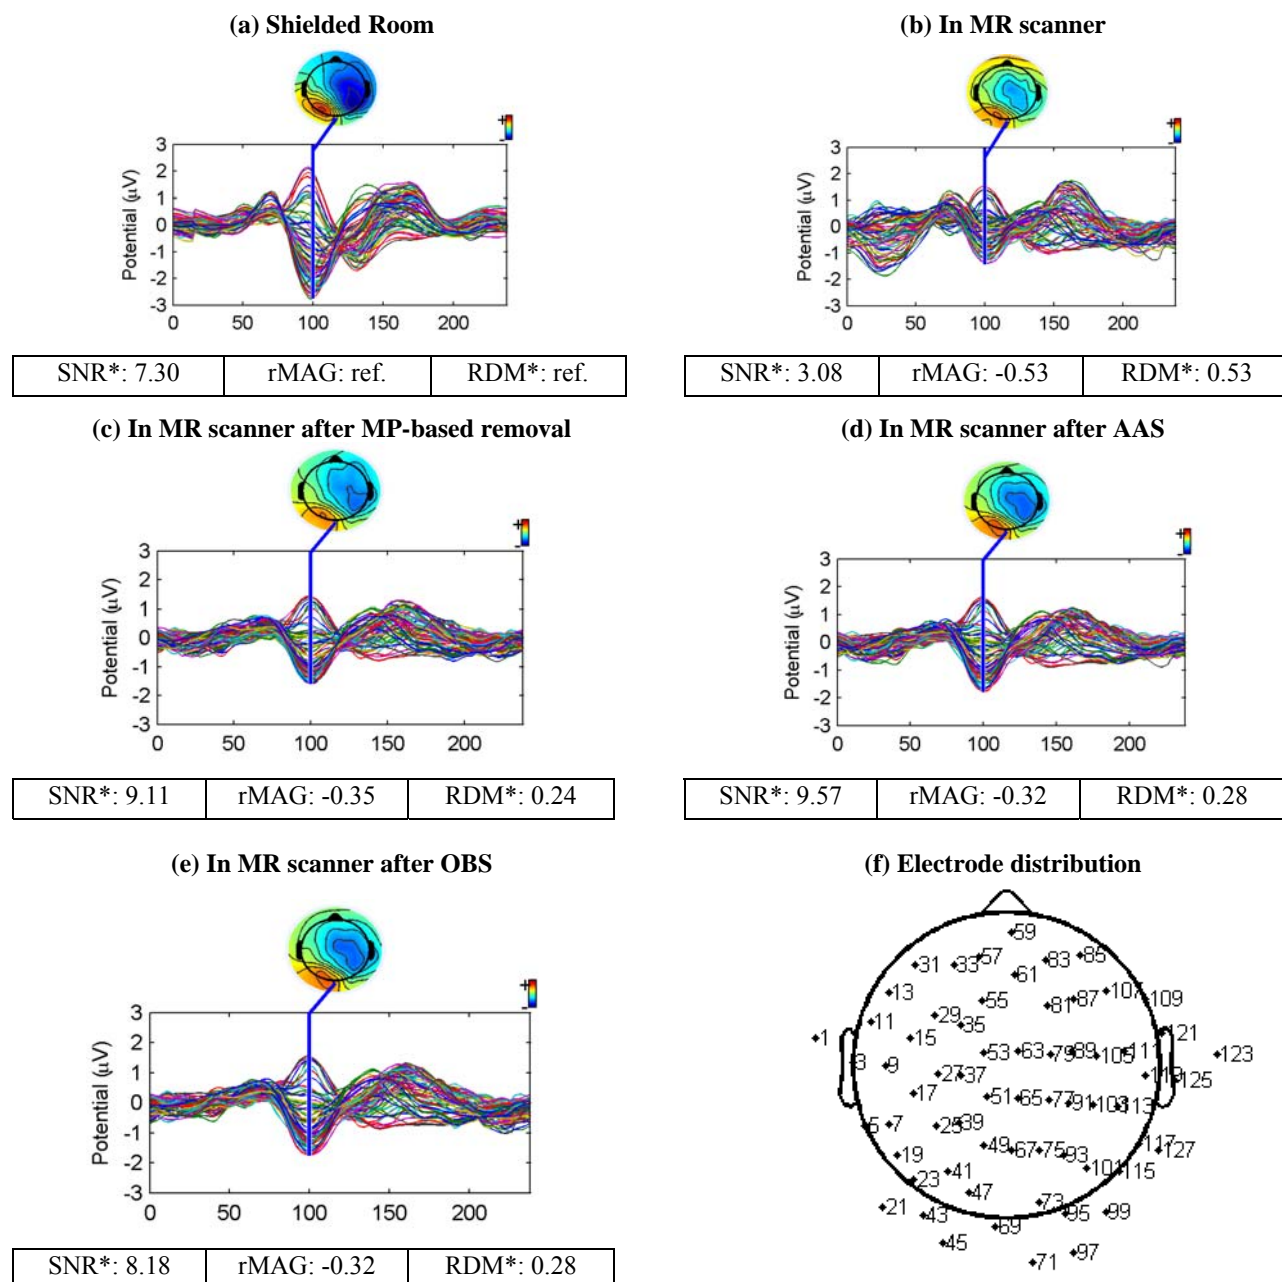 (a) Shielded Room
+
-
Potential (µV)
3
2
1
0
-1
-2
-3
0 50 100 150 200
SNR*: 7.30 rMAG: ref. RDM*: ref.
(b) In MR scanner
+
-
Potential (µV)
3
2
1
0
-1
-2
-3
0 50 100 150 200
SNR*: 3.08 rMAG: -0.53 RDM*: 0.53
(c) In MR scanner after MP-based removal
+
-
Potential (µV)
3
2
1
0
-1
-2
-3
0 50 100 150 200
SNR*: 9.11 rMAG: -0.35 RDM*: 0.24
(d) In MR scanner after AAS
+
-
Potential (µV)
3
2
1
0
-1
-2
-3
0 50 100 150 200
SNR*: 9.57 rMAG: -0.32 RDM*: 0.28
(e) In MR scanner after OBS
+
-
Potential (µV)
3
2
1
0
-1
-2
-3
0 50 100 150 200
SNR*: 8.18 rMAG: -0.32 RDM*: 0.28
(f) Electrode distribution
59
31 33 57 61 83 85
13 55 81 87 107 109
11 29 35
1 15 121
3 9 53 63 79 89 105 111 123
27 37 119 125
17 51 65 77 91 103 113
5 7 25 39
19 49 67 75 93 117 127
23 41 101 115
47
21 43 73 95 99
69
45 71 97